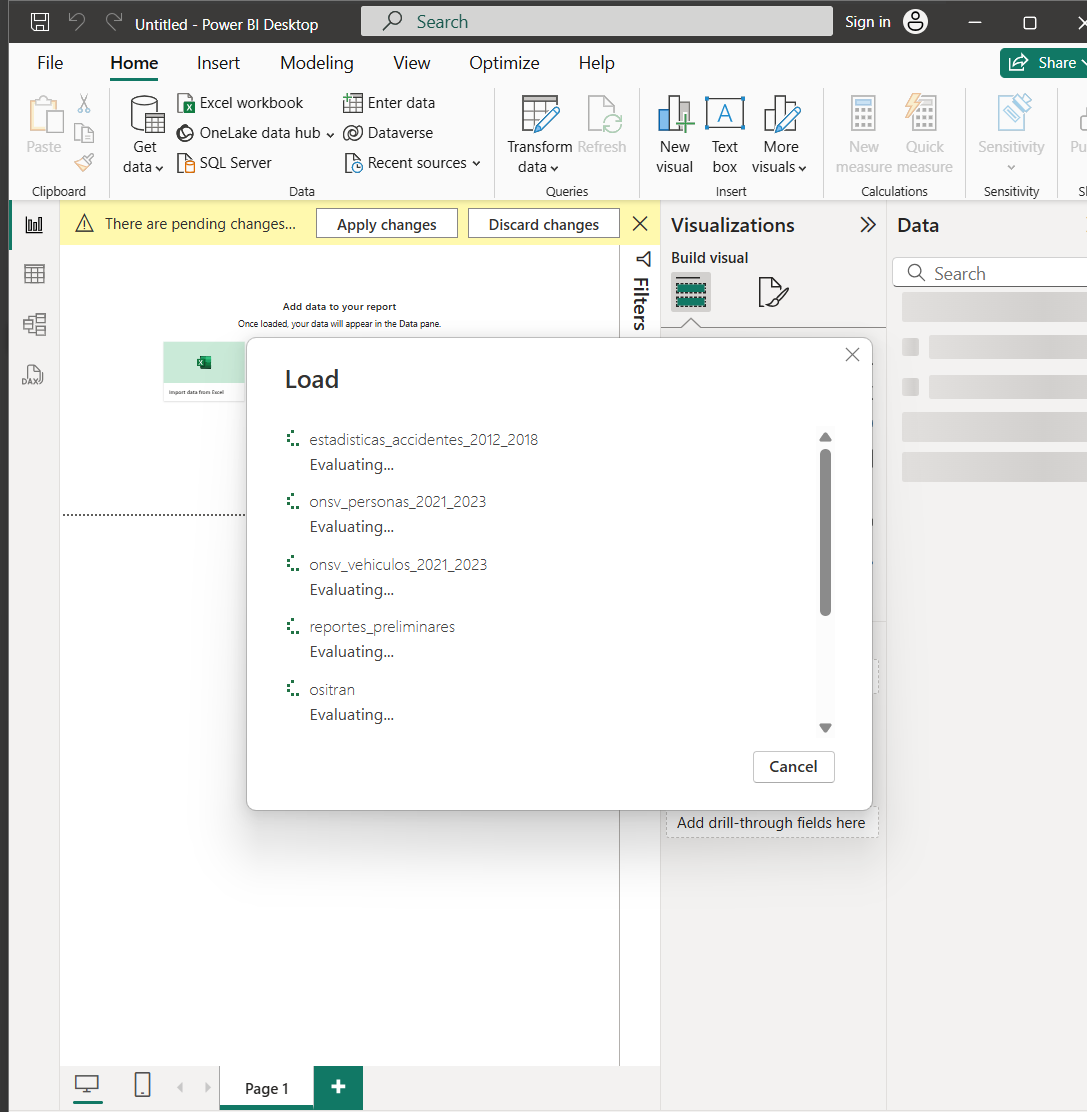 Untitled - Power BI Desktop
Search
Sign in
File
Home
Insert
Modeling
View
Optimize
Help
Share
Paste
Clipboard
Get
data
Excel workbook
OneLake data hub
SQL Server
Enter data
Dataverse
Recent sources
Data
Transform
data
Refresh
Queries
New
visual
Text
box
More
visuals
Insert
New
measure
Quick
measure
Calculations
Sensitivity
Sensitivity
There are pending changes...
Apply changes
Discard changes
Visualizations
Data
Build visual
Search
Filters
DAX
Add data to your report
Once loaded, your data will appear in the Data pane.
Import data from Excel
Load
estadisticas_accidentes_2012_2018
Evaluating...
onsv_personas_2021_2023
Evaluating...
onsv_vehiculos_2021_2023
Evaluating...
reportes_preliminares
Evaluating...
ositran
Evaluating...
Cancel
Add drill-through fields here
Page 1